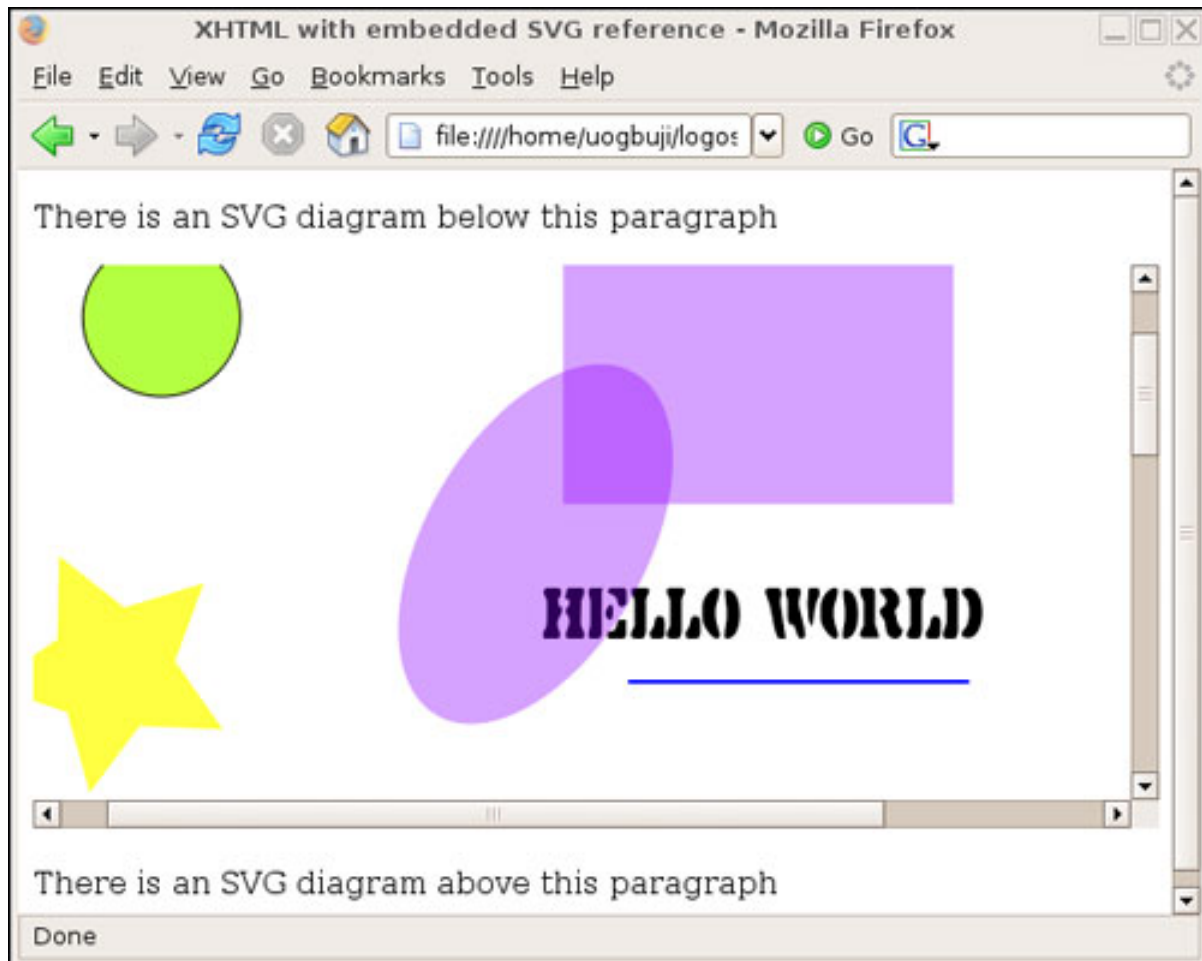 XHTML with embedded SVG reference - Mozilla Firefox
File Edit View Go Bookmarks Tools Help
file:////home/uogbuji/logos Go G
There is an SVG diagram below this paragraph
HELLO WORLD
There is an SVG diagram above this paragraph
Done